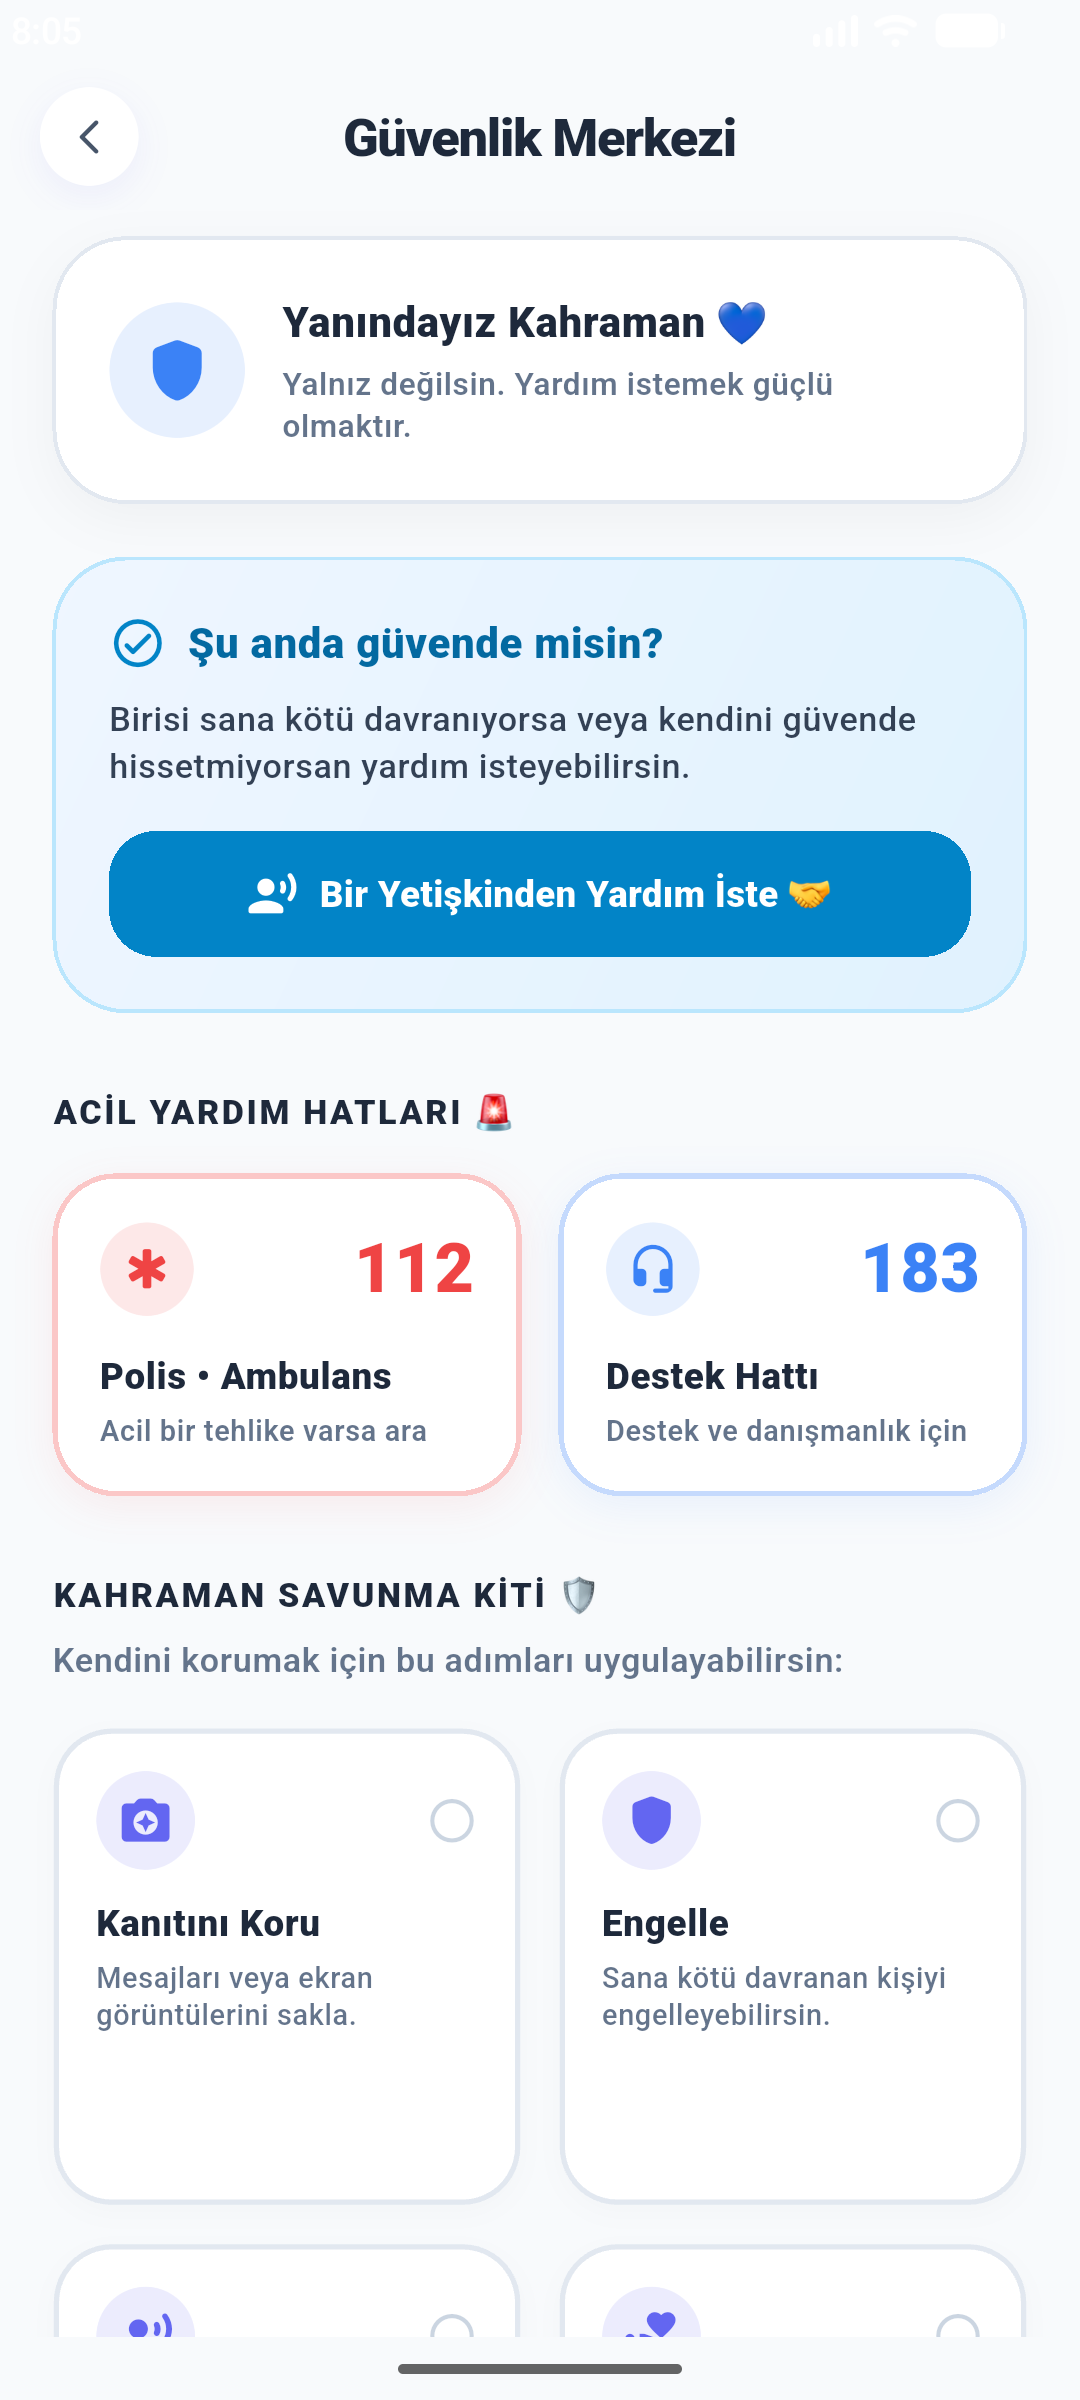 8:05
Güvenlik Merkezi
Yanındayız Kahraman 💙
Yalnız değilsin. Yardım istemek güçlü
olmaktır.
Şu anda güvende misin?
Birisi sana kötü davranıyorsa veya kendini güvende
hissetmiyorsan yardım isteyebilirsin.
Bir Yetişkinden Yardım İste 🤝
ACİL YARDIM HATLARI 🚨
112
Polis • Ambulans
Acil bir tehlike varsa ara
183
Destek Hattı
Destek ve danışmanlık için
KAHRAMAN SAVUNMA KİTİ 🛡️
Kendini korumak için bu adımları uygulayabilirsin:
Kanıtını Koru
Mesajları veya ekran
görüntülerini sakla.
Engelle
Sana kötü davranan kişiyi
engelleyebilirsin.